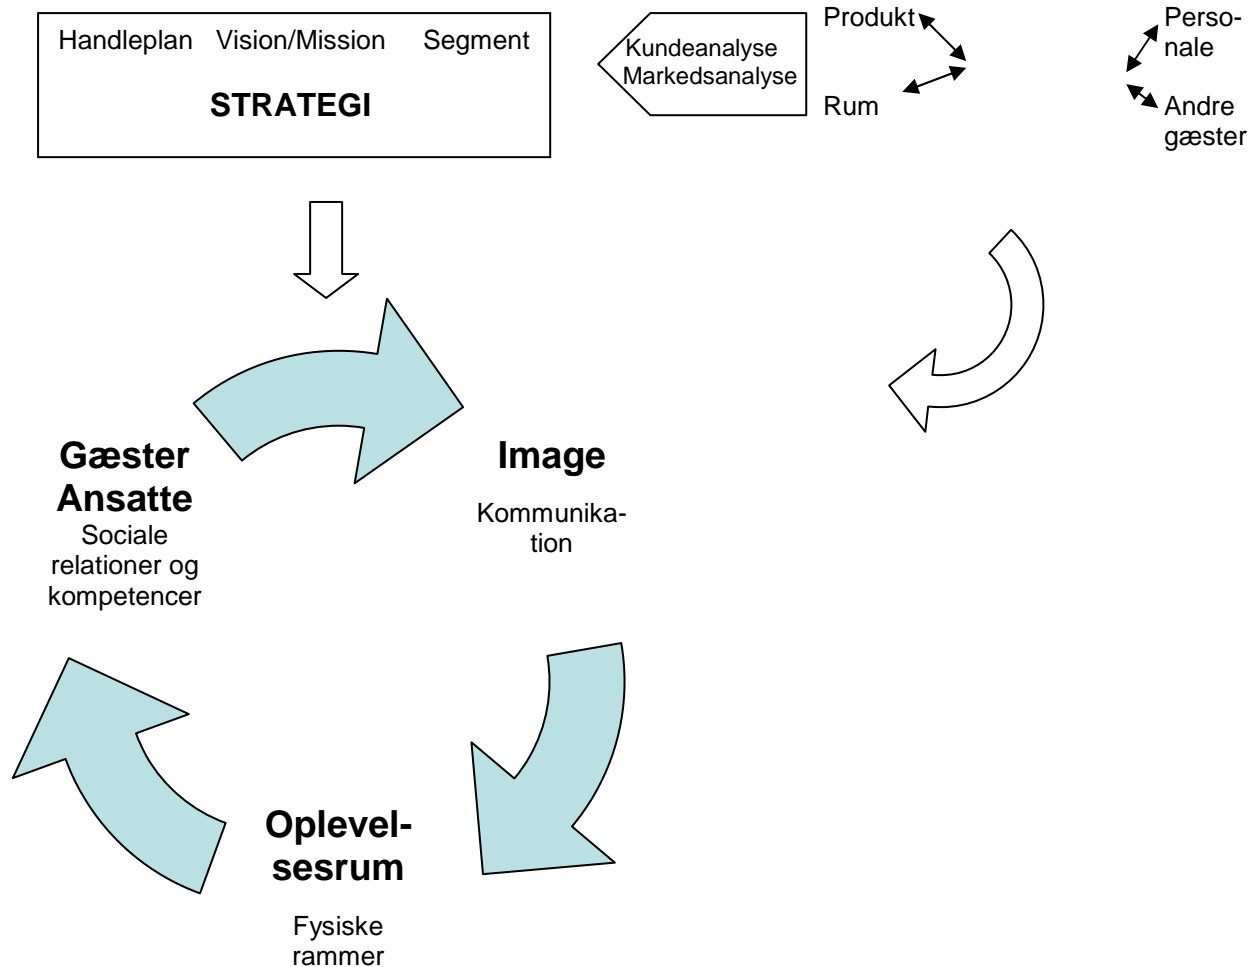 Handleplan Vision/Mission Segment
STRATEGI
Kundeanalyse
Markedsanalyse
Produkt
Rum
Perso-
nale
Andre
gæster
Gæster
Ansatte
Sociale
relationer og
kompetencer
Image
Kommunika-
tion
Oplevel-
sesrum
Fysiske
rammer